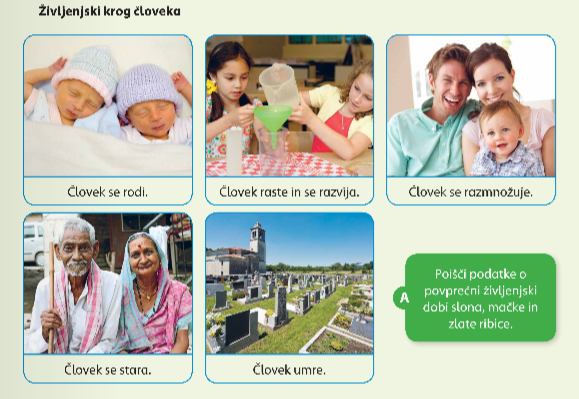 Življenjski krog človeka
Človek se rodi.
Človek raste in se razvija.
Človek se razmnožuje.
Človek se stara.
Človek umre.
A
Poišči podatke o
povprečni življenjski
dobi slona, mačke in
zlate ribice.